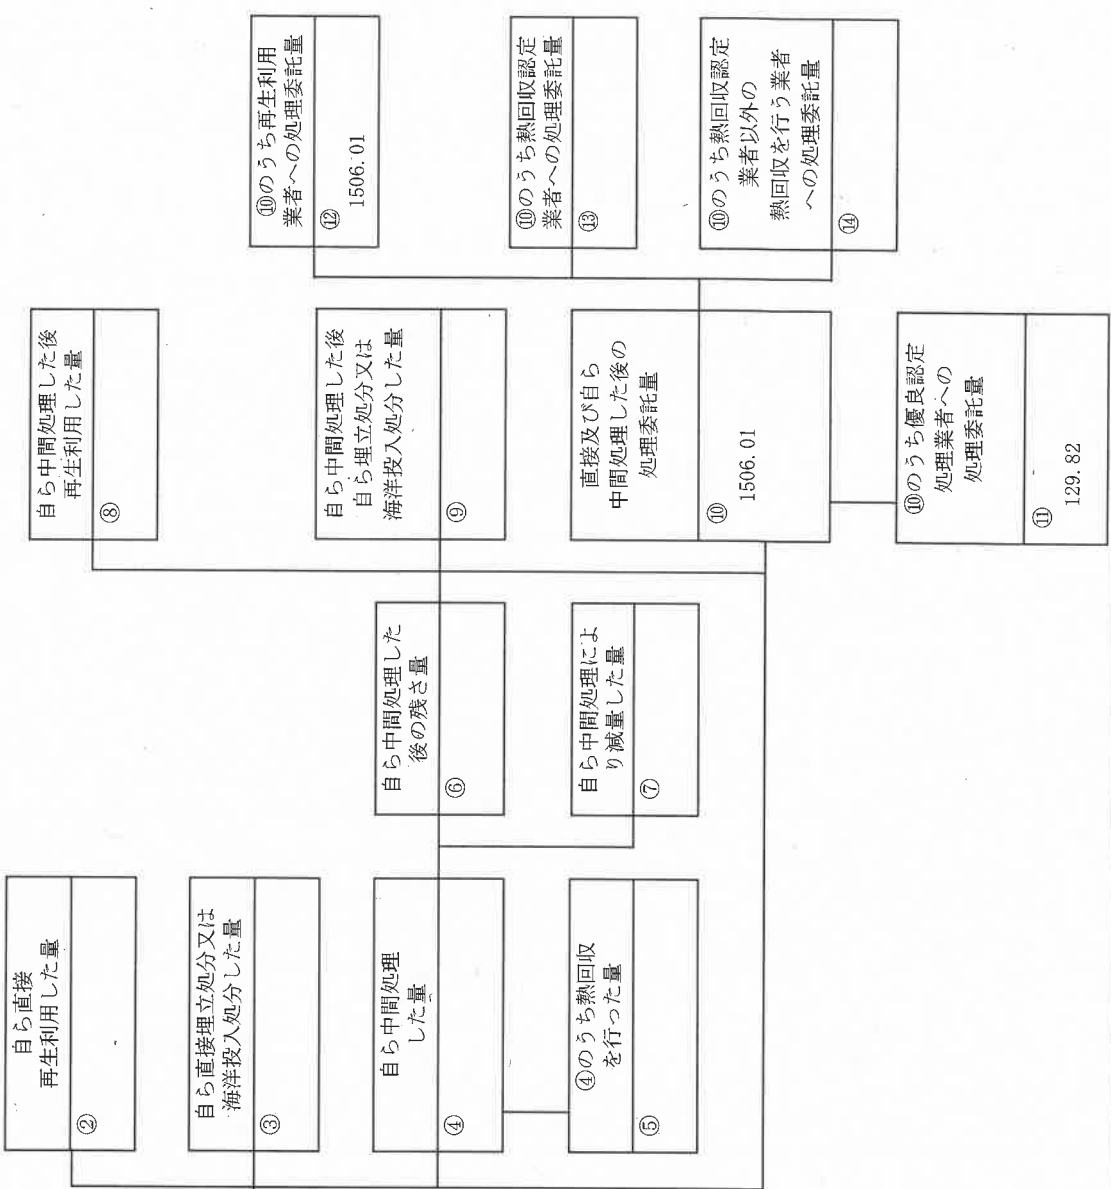 自ら直接
再生利用した量
②
自ら直接埋立処分又は
海洋投入処分した量
③
自ら中間処理
した量
④
④のうち熱回収
を行った量
⑤
自ら中間処理した
後の残さ量
⑥
自ら中間処理によ
り減量した量
⑦
自ら中間処理した後
再生利用した量
⑧
自ら中間処理した後
自ら埋立処分又は
海洋投入処分した量
⑨
直接及び自ら
中間処理した後の
処理委託量
⑩
1506.01
⑩のうち優良認定
処理業者への
処理委託量
⑪
129.82
⑩のうち再生利用
業者への処理委託量
⑫
1506.01
⑩のうち熱回収認定
業者への処理委託量
⑬
⑩のうち熱回収認定
業者以外の
熱回収を行う業者
への処理委託量
⑭